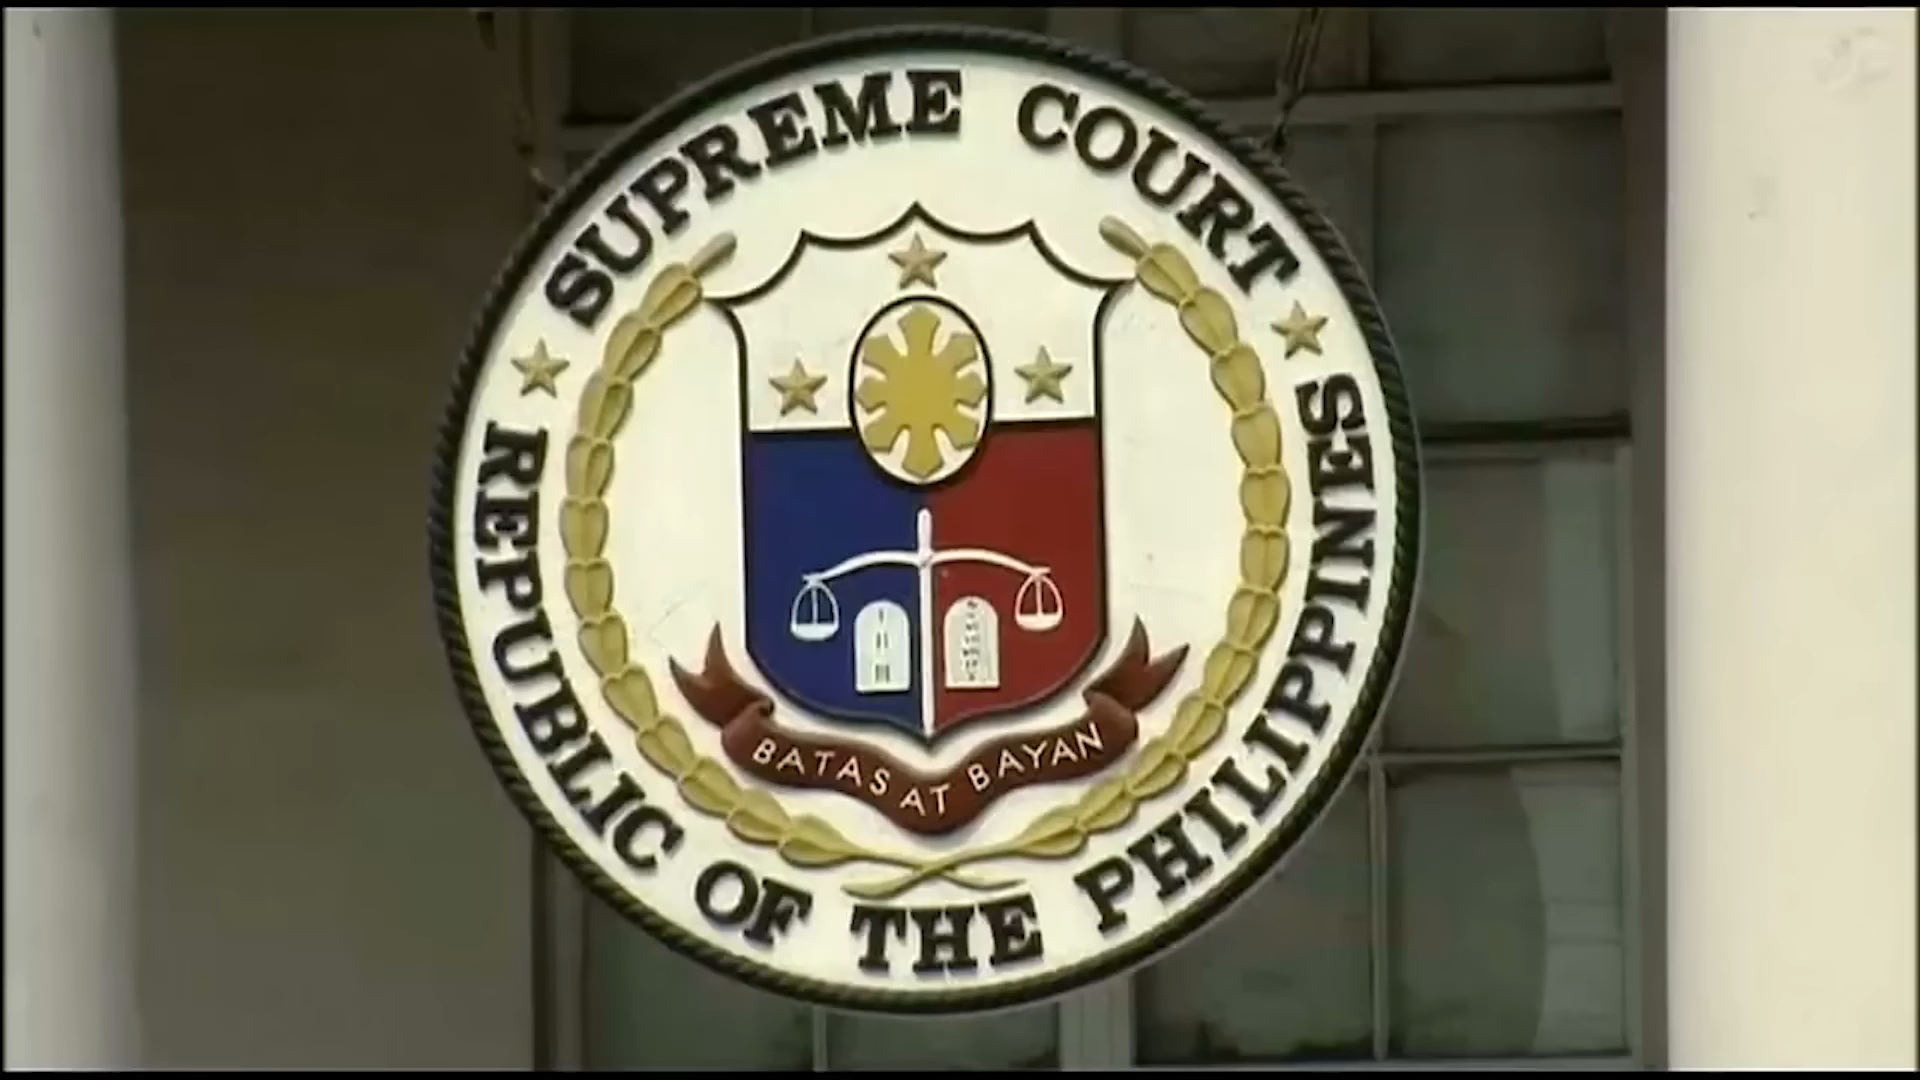 SUPREME COURT
REPUBLIC OF THE PHILIPPINES
BATAS AT BAYAN